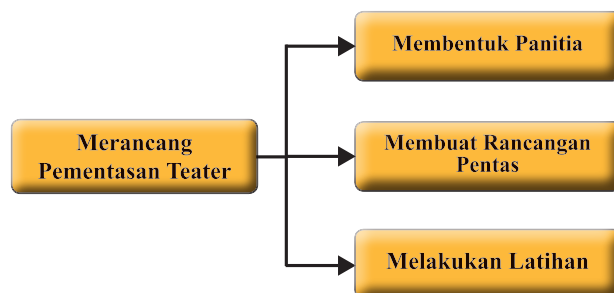 Merancang
Pementasan Teater
Membentuk Panitia
Membuat Rancangan
Pentas
Melakukan Latihan